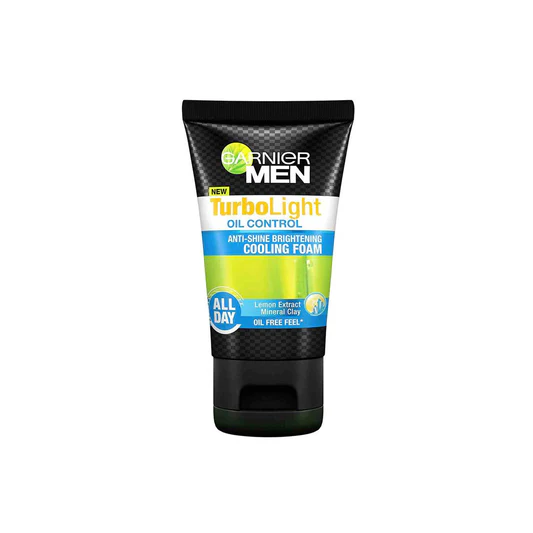 GARNIER
MEN
NEW
TurboLight
OIL CONTROL
ANTI-SHINE BRIGHTENING
COOLING FOAM
ALL
DAY
Lemon Extract
Mineral Clay
OIL FREE FEEL*